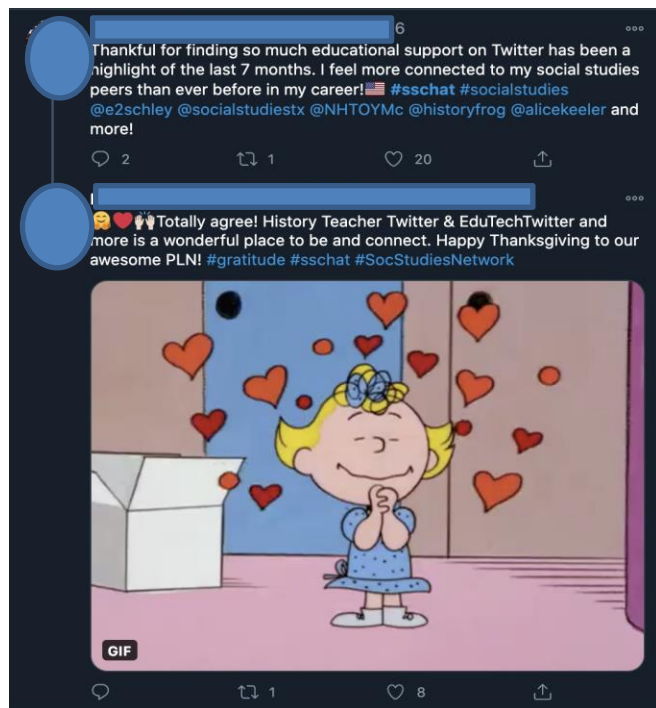 6
Thankful for finding so much educational support on Twitter has been a
highlight of the last 7 months. I feel more connected to my social studies
peers than ever before in my career!🇺🇸 #sschat #socialstudies
@e2schley @socialstudiestx @NHTOYMc @historyfrog @alicekeeler and
more!
2 1 20
🤗❤️🙌🏻Totally agree! History Teacher Twitter & EduTechTwitter and
more is a wonderful place to be and connect. Happy Thanksgiving to our
awesome PLN! #gratitude #sschat #SocStudiesNetwork
GIF
1 8